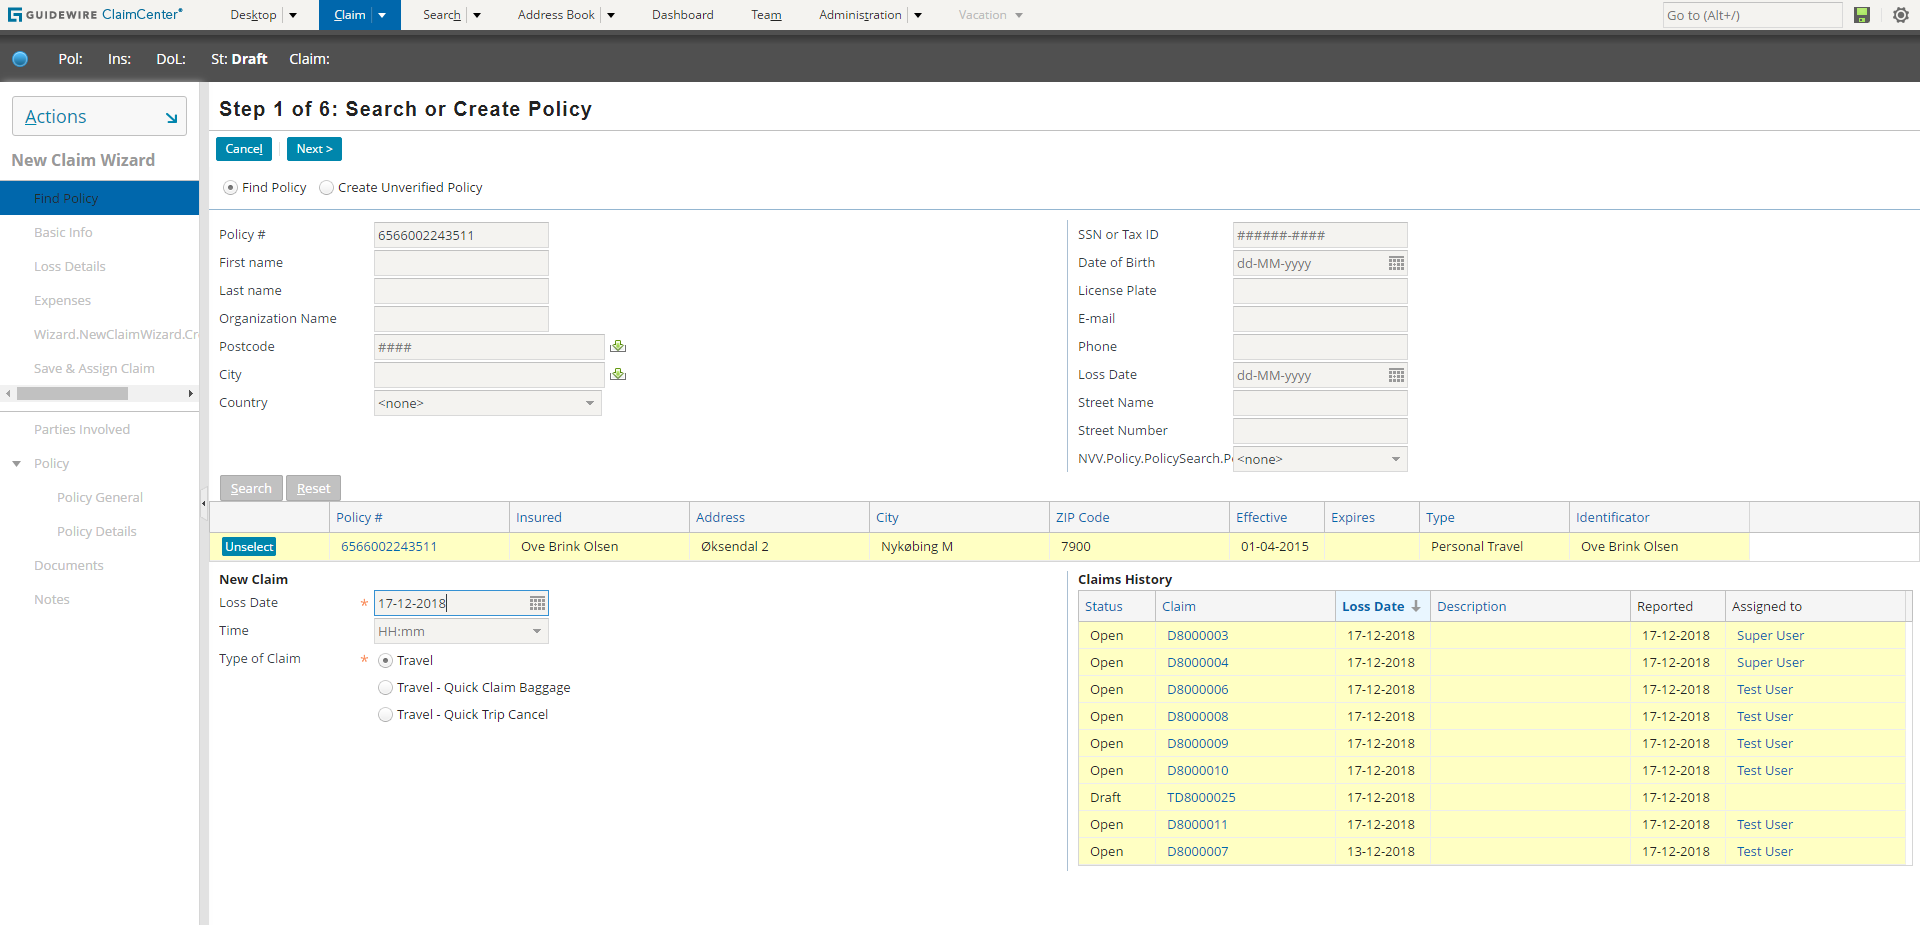 GUIDEWIRE ClaimCenter®
Desktop Claim Search Address Book Dashboard Team Administration Vacation Go to (Alt+/)
Pol: Ins: DoL: St: Draft Claim:
Actions
New Claim Wizard
Find Policy
Basic Info
Loss Details
Expenses
Wizard.NewClaimWizard.Cr
Save & Assign Claim
Parties Involved
Policy
Policy General
Policy Details
Documents
Notes
Step 1 of 6: Search or Create Policy
Cancel Next >
Find Policy Create Unverified Policy
Policy # 6566002243511
First name
Last name
Organization Name
Postcode ####
City
Country <none>
SSN or Tax ID ######-####
Date of Birth dd-MM-yyyy
License Plate
E-mail
Phone
Loss Date dd-MM-yyyy
Street Name
Street Number
NVV.Policy.PolicySearch.P <none>
Search Reset
Policy # Insured Address City ZIP Code Effective Expires Type Identificator
Unselect 6566002243511 Ove Brink Olsen Øksendal 2 Nykøbing M 7900 01-04-2015 Personal Travel Ove Brink Olsen
New Claim
Loss Date * 17-12-2018
Time HH:mm
Type of Claim * Travel
Travel - Quick Claim Baggage
Travel - Quick Trip Cancel
Claims History
Status Claim Loss Date Description Reported Assigned to
Open D8000003 17-12-2018 17-12-2018 Super User
Open D8000004 17-12-2018 17-12-2018 Super User
Open D8000006 17-12-2018 17-12-2018 Test User
Open D8000008 17-12-2018 17-12-2018 Test User
Open D8000009 17-12-2018 17-12-2018 Test User
Open D8000010 17-12-2018 17-12-2018 Test User
Draft TD8000025 17-12-2018 17-12-2018
Open D8000011 17-12-2018 17-12-2018 Test User
Open D8000007 13-12-2018 17-12-2018 Test User